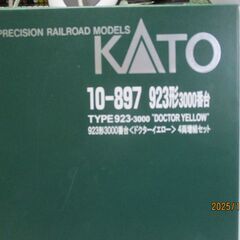 PRECISION RAILROAD MODELS
KATO
10-897 923形3000番台
TYPE 923-3000 "DOCTOR YELLOW"
923形3000番台<ドクターイエロー>4両増結セット
2025/1